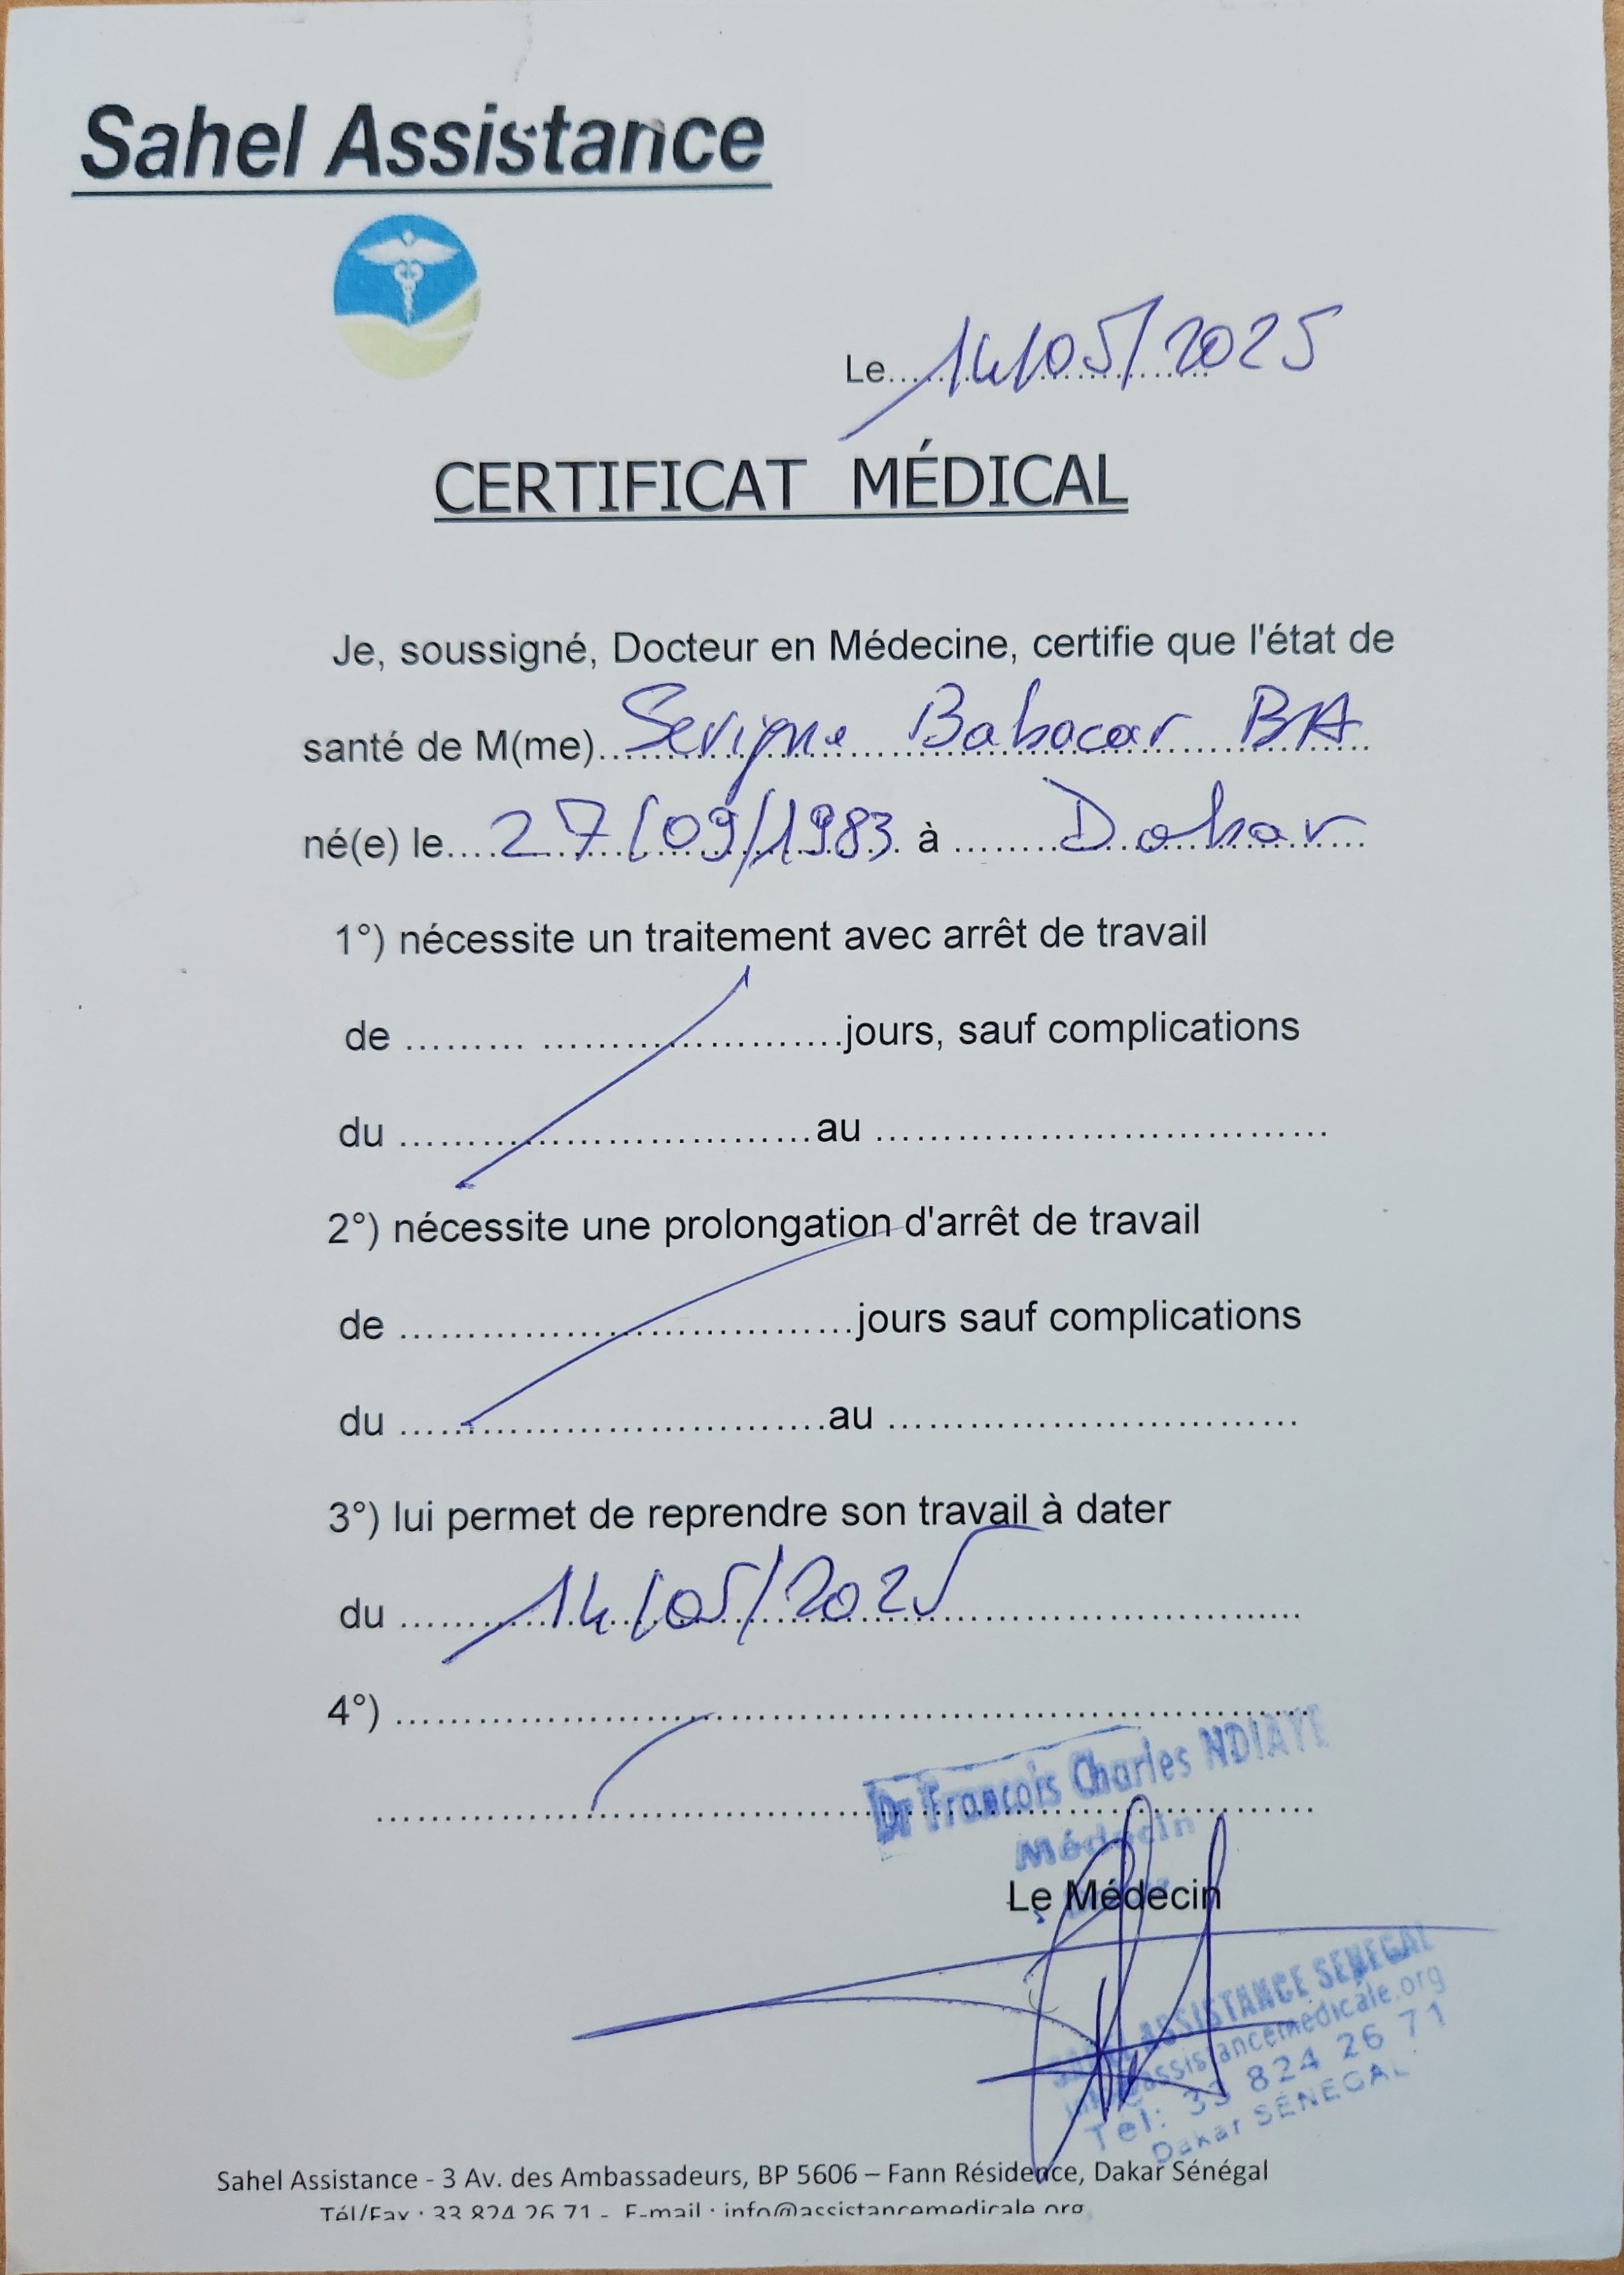 Sahel Assistance
Le 14/05/2025
CERTIFICAT MÉDICAL
Je, soussigné, Docteur en Médecine, certifie que l'état de
santé de M(me) Serigne Babacar BA
né(e) le 27/09/1983 à Dakar
1°) nécessite un traitement avec arrêt de travail
de ......... ......................jours, sauf complications
du ...............................au ..................................
2°) nécessite une prolongation d'arrêt de travail
de ..................................jours sauf complications
du ................................au ...............................
3°) lui permet de reprendre son travail à dater
du 14/05/2025
4°) ....................................................................
Dr François Charles NDIAYE
Médecin
Le Médecin
ASSISTANCE SENEGAL
assistancemedicale.org
Tél: 33 824 26 71
Dakar SÉNÉGAL
Sahel Assistance - 3 Av. des Ambassadeurs, BP 5606 – Fann Résidence, Dakar Sénégal
Tél/Fax : 33 824 26 71 - E-mail : info@assistancemedicale.org